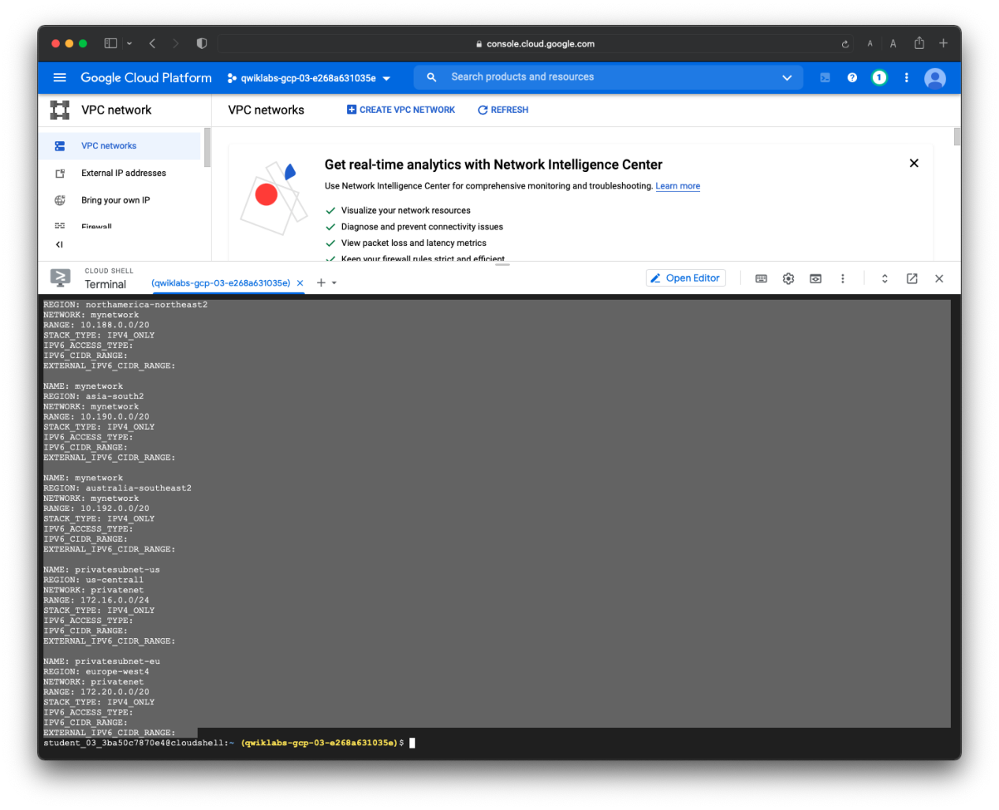 console.cloud.google.com
A A
Google Cloud Platform
qwiklabs-gcp-03-e268a631035e
Search products and resources
1
VPC network
VPC networks
CREATE VPC NETWORK
REFRESH
VPC networks
External IP addresses
Bring your own IP
Firewall
Get real-time analytics with Network Intelligence Center
Use Network Intelligence Center for comprehensive monitoring and troubleshooting. Learn more
Visualize your network resources
Diagnose and prevent connectivity issues
View packet loss and latency metrics
Keep your firewall rules strict and efficient
CLOUD SHELL
Terminal
(qwiklabs-gcp-03-e268a631035e)
Open Editor
REGION: northamerica-northeast2
NETWORK: mynetwork
RANGE: 10.188.0.0/20
STACK_TYPE: IPV4_ONLY
IPV6_ACCESS_TYPE:
IPV6_CIDR_RANGE:
EXTERNAL_IPV6_CIDR_RANGE:
NAME: mynetwork
REGION: asia-south2
NETWORK: mynetwork
RANGE: 10.190.0.0/20
STACK_TYPE: IPV4_ONLY
IPV6_ACCESS_TYPE:
IPV6_CIDR_RANGE:
EXTERNAL_IPV6_CIDR_RANGE:
NAME: mynetwork
REGION: australia-southeast2
NETWORK: mynetwork
RANGE: 10.192.0.0/20
STACK_TYPE: IPV4_ONLY
IPV6_ACCESS_TYPE:
IPV6_CIDR_RANGE:
EXTERNAL_IPV6_CIDR_RANGE:
NAME: privatesubnet-us
REGION: us-central1
NETWORK: privatenet
RANGE: 172.16.0.0/24
STACK_TYPE: IPV4_ONLY
IPV6_ACCESS_TYPE:
IPV6_CIDR_RANGE:
EXTERNAL_IPV6_CIDR_RANGE:
NAME: privatesubnet-eu
REGION: europe-west4
NETWORK: privatenet
RANGE: 172.20.0.0/20
STACK_TYPE: IPV4_ONLY
IPV6_ACCESS_TYPE:
IPV6_CIDR_RANGE:
EXTERNAL_IPV6_CIDR_RANGE:
student_03_3ba50c7870e4@cloudshell:~ (qwiklabs-gcp-03-e268a631035e)$